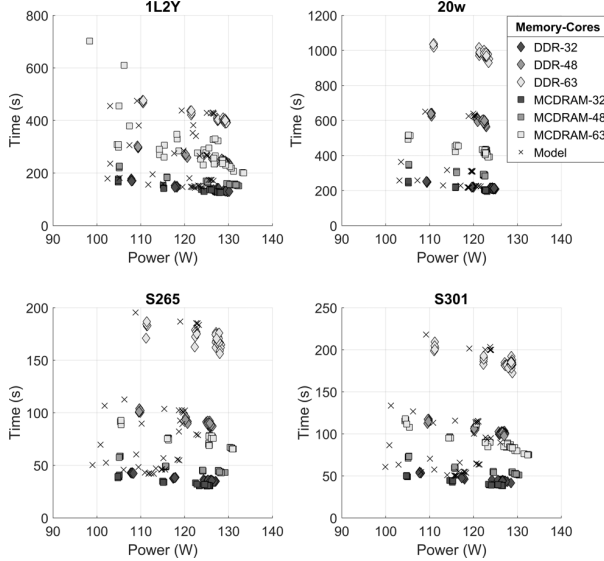 1L2Y
800
600
400
200
0
Time (s)
90 100 110 120 130 140
Power (W)
20w
1200
1000
800
600
400
200
0
Time (s)
90 100 110 120 130 140
Power (W)
Memory-Cores
DDR-32
DDR-48
DDR-63
MCDRAM-32
MCDRAM-48
MCDRAM-63
Model
S265
200
150
100
50
0
Time (s)
90 100 110 120 130 140
Power (W)
S301
250
200
150
100
50
0
Time (s)
90 100 110 120 130 140
Power (W)